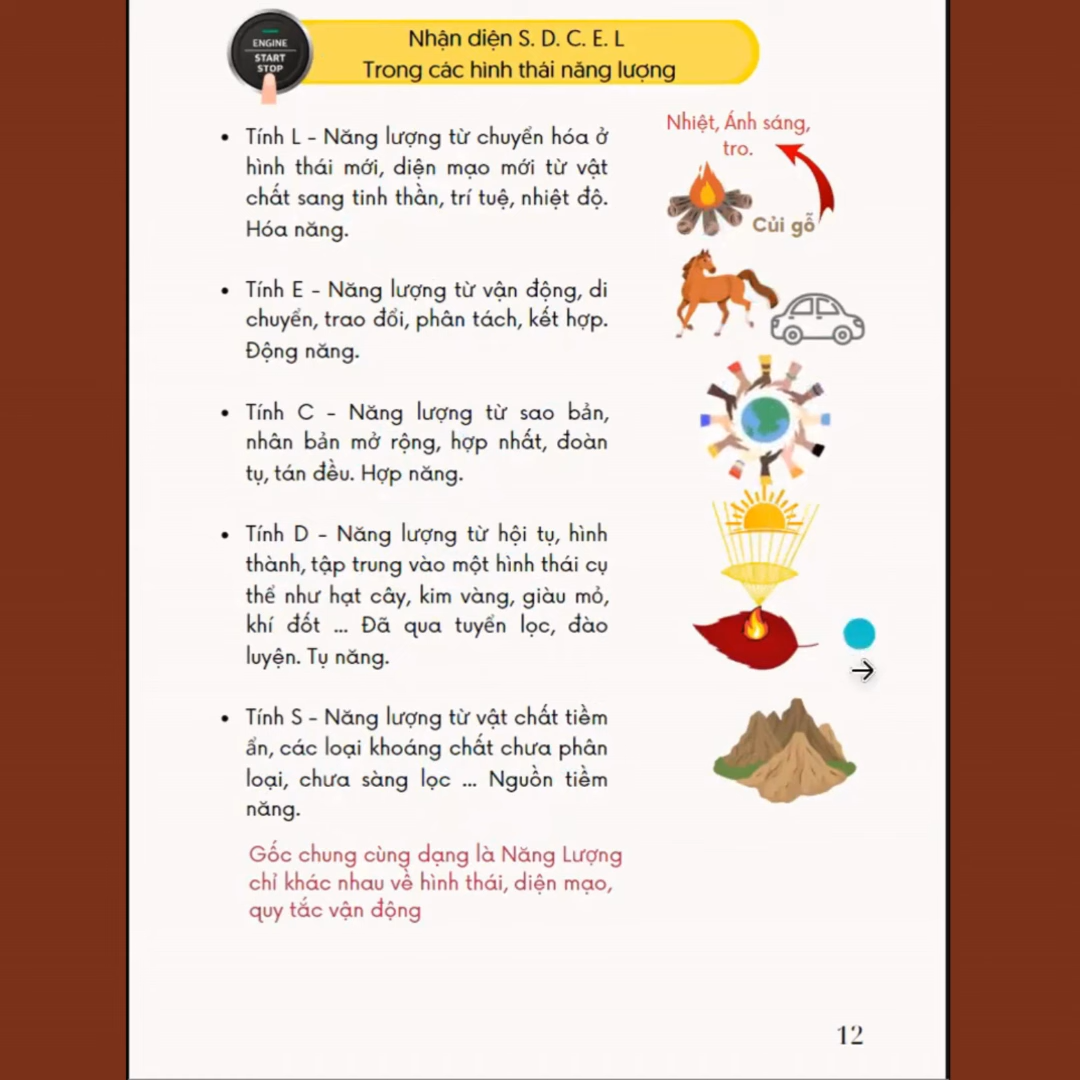 ENGINE
START
STOP
Nhận diện S. D. C. E. L
Trong các hình thái năng lượng
• Tính L - Năng lượng từ chuyển hóa ở
hình thái mới, diện mạo mới từ vật
chất sang tinh thần, trí tuệ, nhiệt độ.
Hóa năng.
Nhiệt, Ánh sáng,
tro.
Củi gỗ
• Tính E - Năng lượng từ vận động, di
chuyển, trao đổi, phân tách, kết hợp.
Động năng.
• Tính C - Năng lượng từ sao bản,
nhân bản mở rộng, hợp nhất, đoàn
tụ, tán đều. Hợp năng.
• Tính D - Năng lượng từ hội tụ, hình
thành, tập trung vào một hình thái cụ
thể như hạt cây, kim vàng, giàu mỏ,
khí đốt ... Đã qua tuyển lọc, đào
luyện. Tụ năng.
• Tính S - Năng lượng từ vật chất tiềm
ẩn, các loại khoáng chất chưa phân
loại, chưa sàng lọc ... Nguồn tiềm
năng.
Gốc chung cùng dạng là Năng Lượng
chỉ khác nhau về hình thái, diện mạo,
quy tắc vận động
12